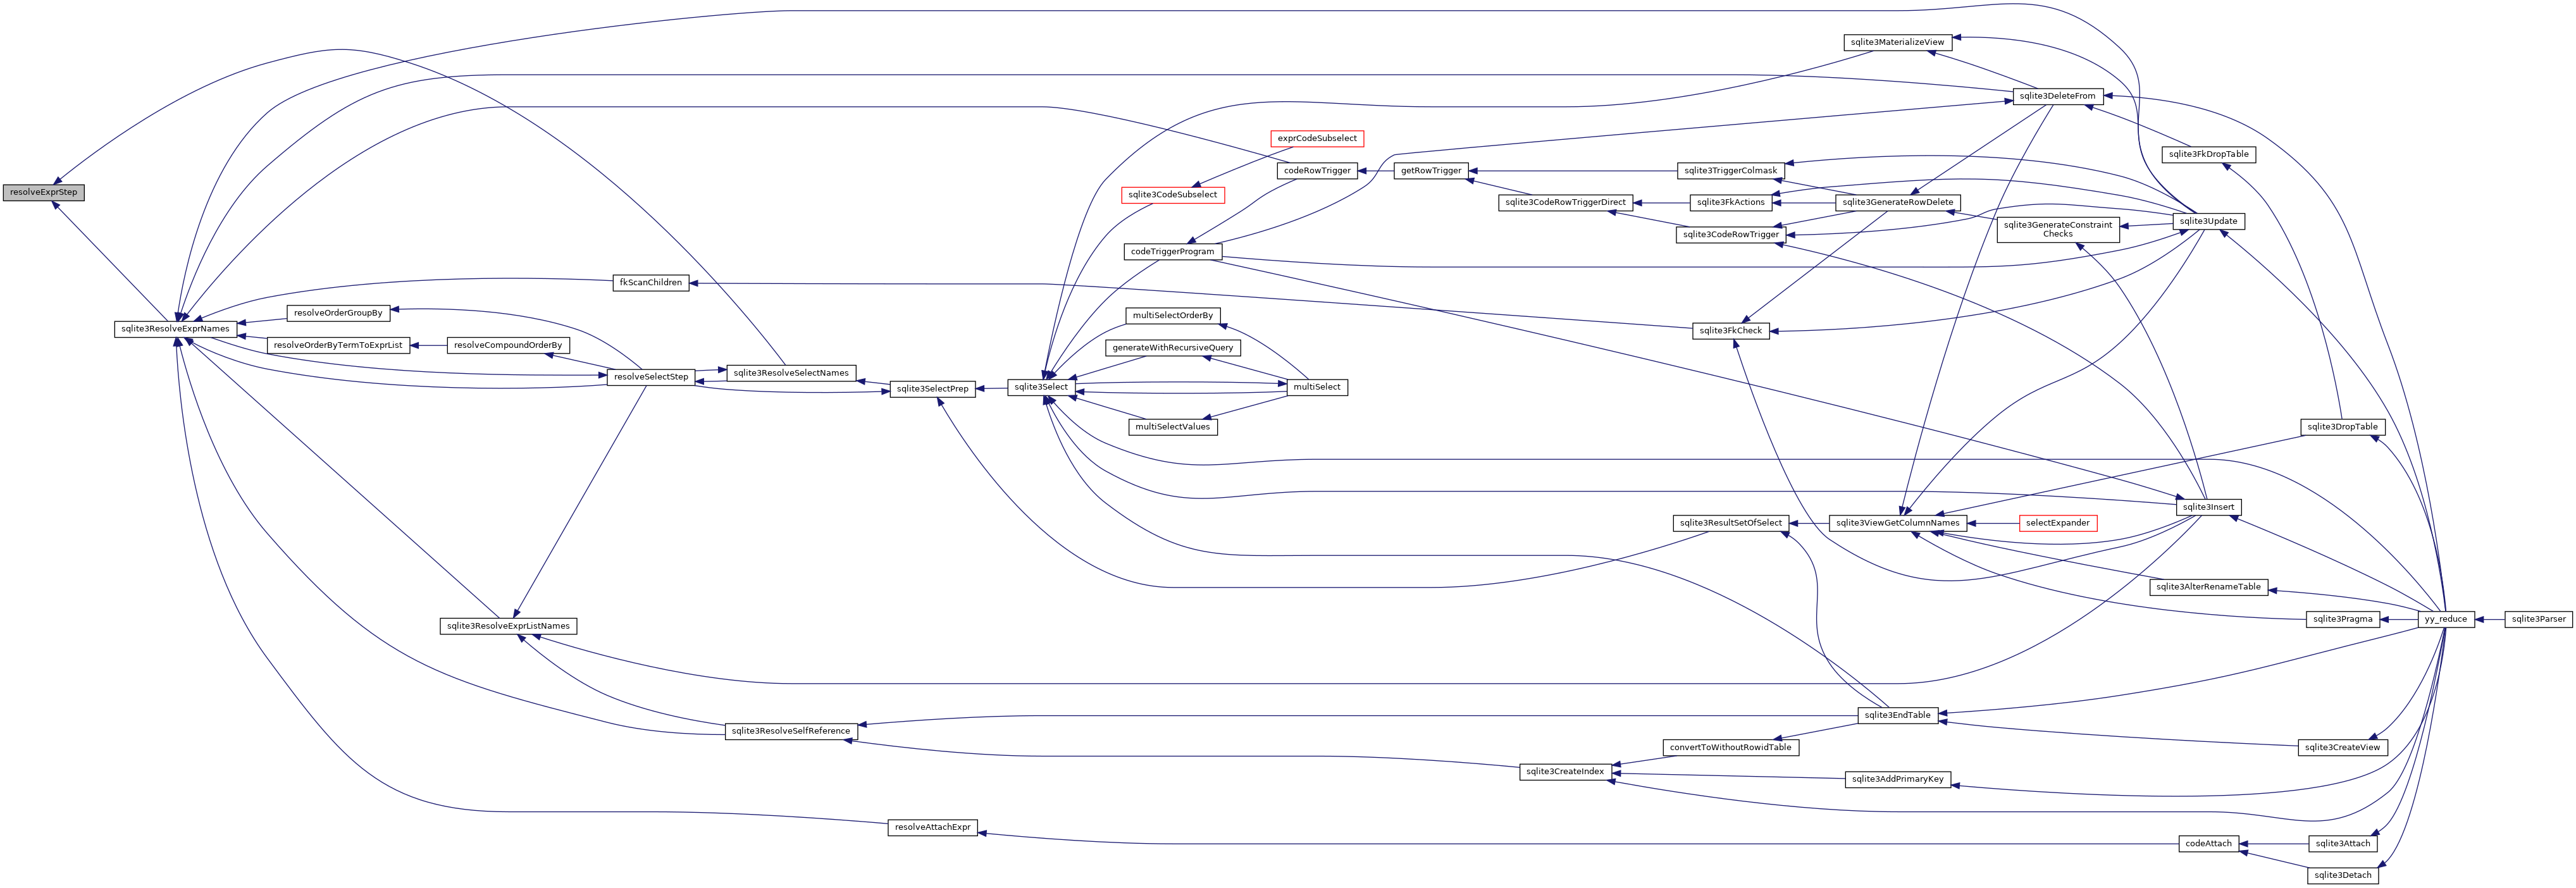 resolveExprStep
sqlite3ResolveExprNames
fkScanChildren
resolveOrderGroupBy
resolveOrderByTermToExprList
resolveCompoundOrderBy
resolveSelectStep
sqlite3ResolveSelectNames
sqlite3SelectPrep
sqlite3ResolveExprListNames
sqlite3ResolveSelfReference
resolveAttachExpr
sqlite3Select
exprCodeSubselect
sqlite3CodeSubselect
codeRowTrigger
codeTriggerProgram
multiSelectOrderBy
generateWithRecursiveQuery
multiSelect
multiSelectValues
getRowTrigger
sqlite3CodeRowTriggerDirect
sqlite3TriggerColmask
sqlite3FkActions
sqlite3CodeRowTrigger
sqlite3FkCheck
sqlite3ResultSetOfSelect
sqlite3CreateIndex
convertToWithoutRowidTable
sqlite3MaterializeView
sqlite3GenerateRowDelete
sqlite3ViewGetColumnNames
sqlite3EndTable
sqlite3AddPrimaryKey
sqlite3DeleteFrom
sqlite3GenerateConstraint
Checks
selectExpander
sqlite3FkDropTable
sqlite3Update
sqlite3Insert
sqlite3AlterRenameTable
codeAttach
sqlite3DropTable
sqlite3Pragma
sqlite3CreateView
sqlite3Attach
sqlite3Detach
yy_reduce
sqlite3Parser